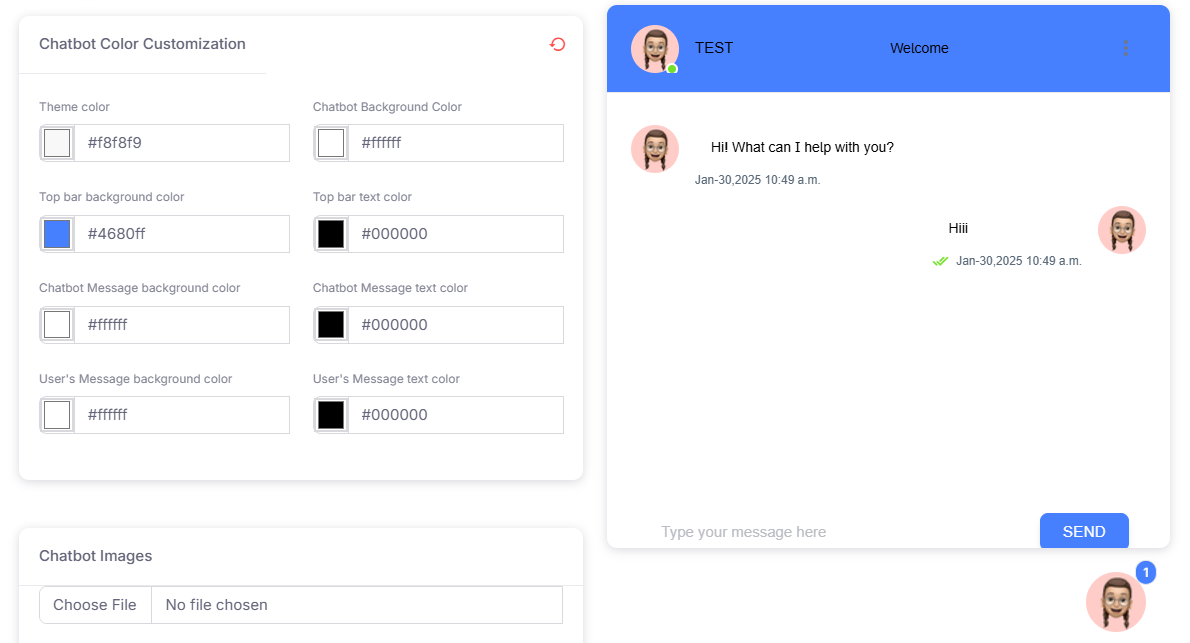 Chatbot Color Customization
Theme color
Chatbot Background Color
#f8f8f9
#ffffff
Top bar background color
Top bar text color
#4680ff
#000000
Chatbot Message background color
Chatbot Message text color
#ffffff
#000000
User's Message background color
User's Message text color
#ffffff
#000000
Chatbot Images
Choose File
No file chosen
TEST
Welcome
Hi! What can I help with you?
Jan-30,2025 10:49 a.m.
Hiii
Jan-30,2025 10:49 a.m.
Type your message here
SEND
1